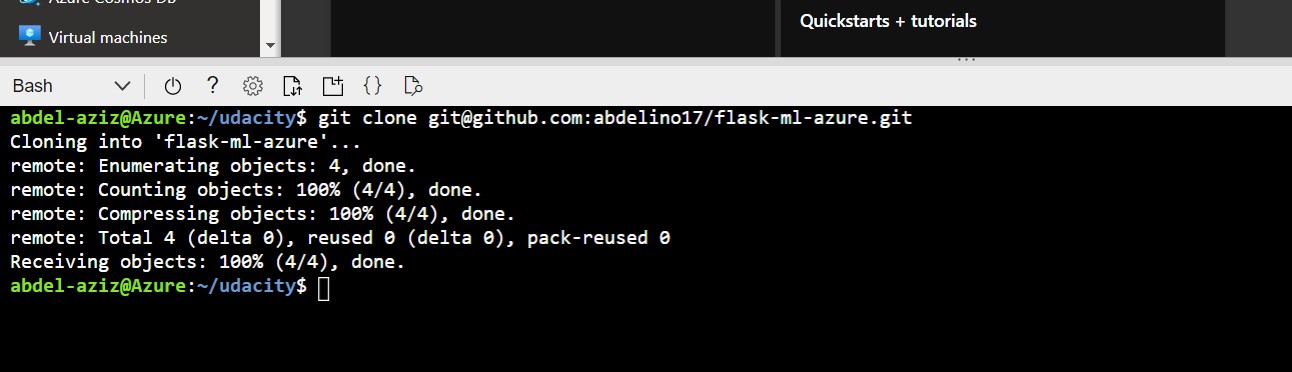 Azure Cosmos DB
Virtual machines
Quickstarts + tutorials
Bash
abdel-aziz@Azure:~/udacity$ git clone git@github.com:abdelino17/flask-ml-azure.git
Cloning into 'flask-ml-azure'...
remote: Enumerating objects: 4, done.
remote: Counting objects: 100% (4/4), done.
remote: Compressing objects: 100% (4/4), done.
remote: Total 4 (delta 0), reused 0 (delta 0), pack-reused 0
Receiving objects: 100% (4/4), done.
abdel-aziz@Azure:~/udacity$